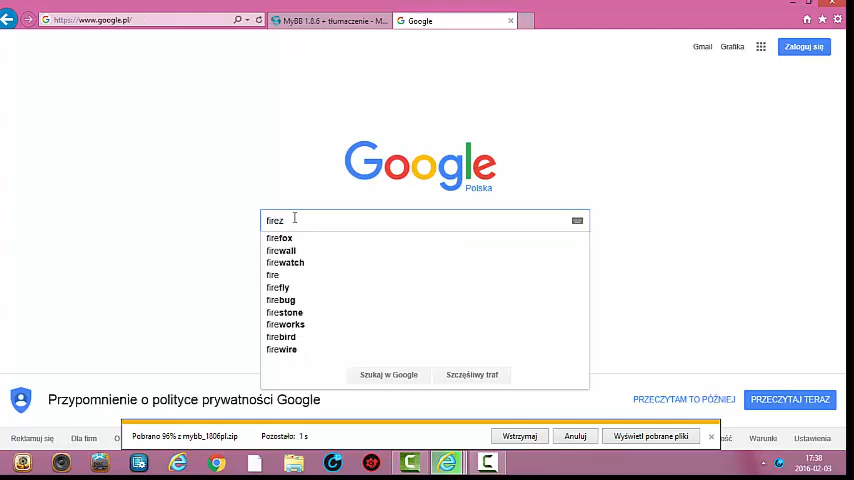 https://www.google.pl/
MyBB 1.8.6 + tłumaczenie - M...
Google
Gmail
Grafika
Zaloguj się
Google
Polska
firez
firefox
firewall
firewatch
fire
firefly
firebug
firestone
fireworks
firebird
firewire
Szukaj w Google
Szczęśliwy traf
Przypomnienie o polityce prywatności Google
PRZECZYTAM TO PÓŹNIEJ
PRZECZYTAJ TERAZ
Pobrano 96% z mybb_1806pl.zip
Pozostało: 1 s
Wstrzymaj
Anuluj
Wyświetl pobrane pliki
Reklamuj się
Dla firm
O
ość
Warunki
Ustawienia
17:38
2016-02-03